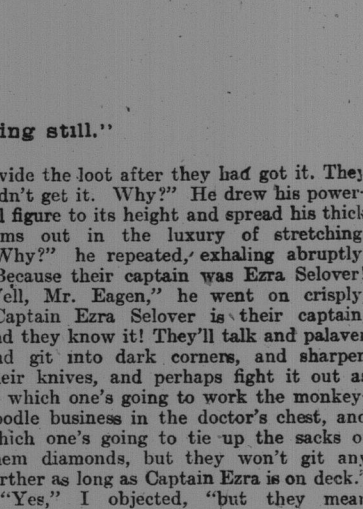 ing still."
vide the loot after they had got it. They
dn't get it. Why?" He drew his power-
l figure to its height and spread his thick
ms out in the luxury of stretching
Why?" he repeated, exhaling abruptly
Because their captain was Ezra Selover!
ell, Mr. Eagen," he went on crisply
Captain Ezra Selover is their captain
nd they know it! They'll talk and palaver
nd git into dark corners, and sharpen
eir knives, and perhaps fight it out as
which one's going to work the monkey-
oodle business in the doctor's chest, and
hich one's going to tie up the sacks o
em diamonds, but they won't git any
rther as long as Captain Ezra is on deck."
"Yes," I objected, "but they mean